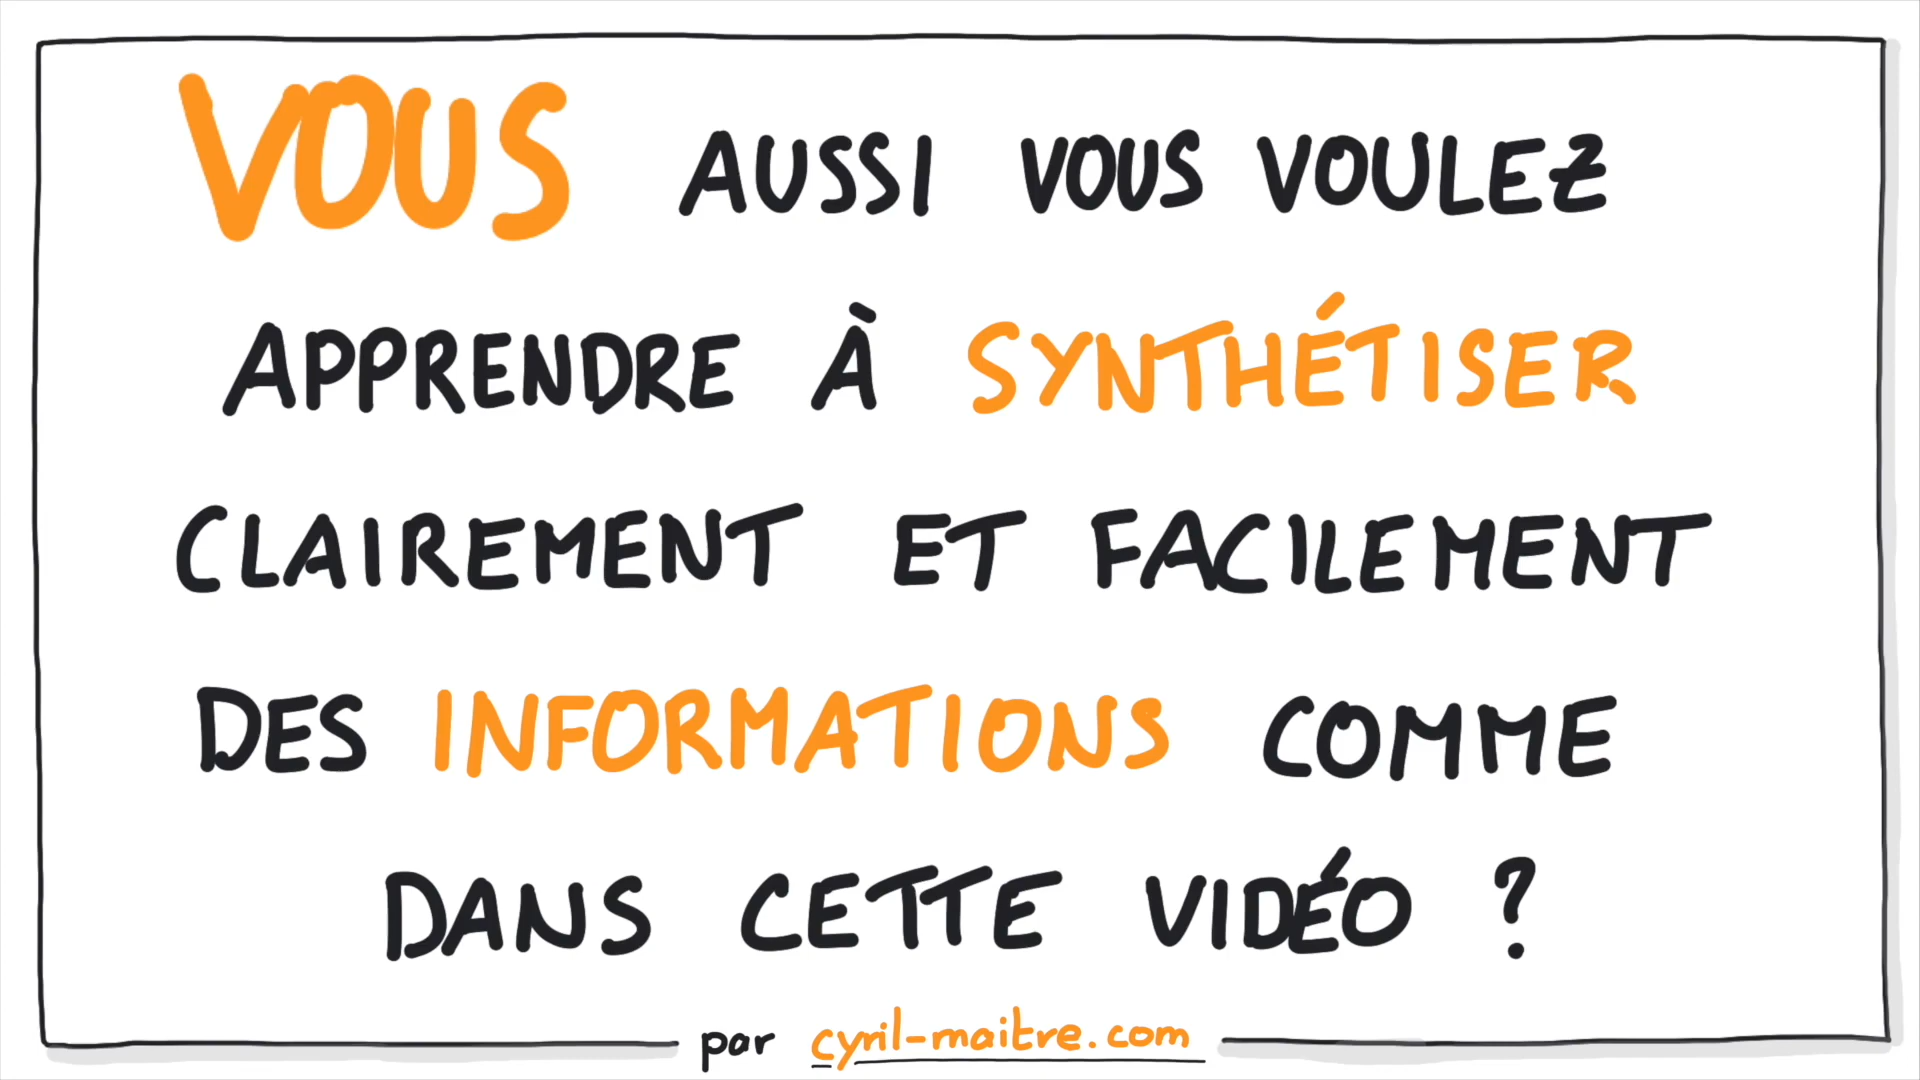 VOUS AUSSI VOUS VOULEZ
APPRENDRE À SYNTHÉTISER
CLAIREMENT ET FACILEMENT
DES INFORMATIONS COMME
DANS CETTE VIDÉO ?
par cyril-maitre.com